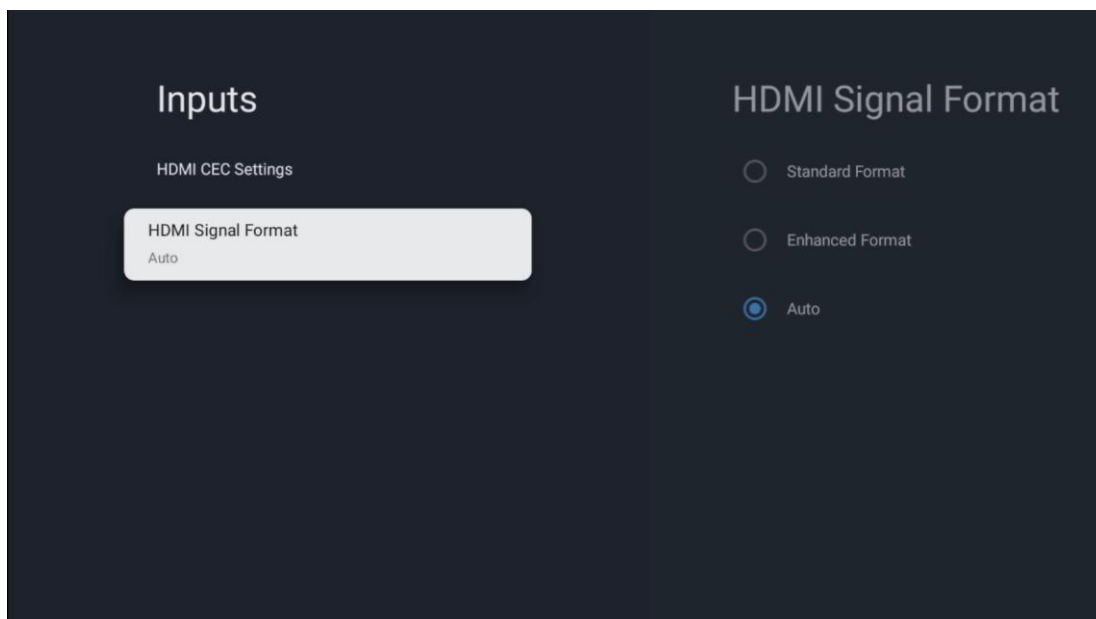 Inputs
HDMI CEC Settings
HDMI Signal Format
Auto
HDMI Signal Format
Standard Format
Enhanced Format
Auto